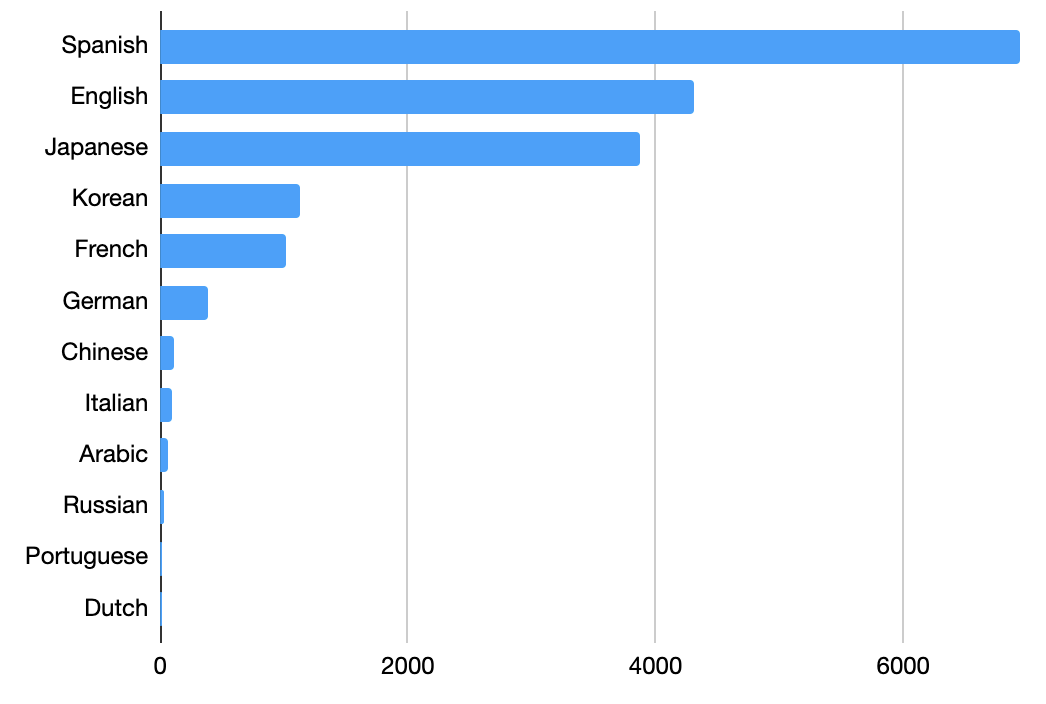 Spanish
English
Japanese
Korean
French
German
Chinese
Italian
Arabic
Russian
Portuguese
Dutch
0 2000 4000 6000